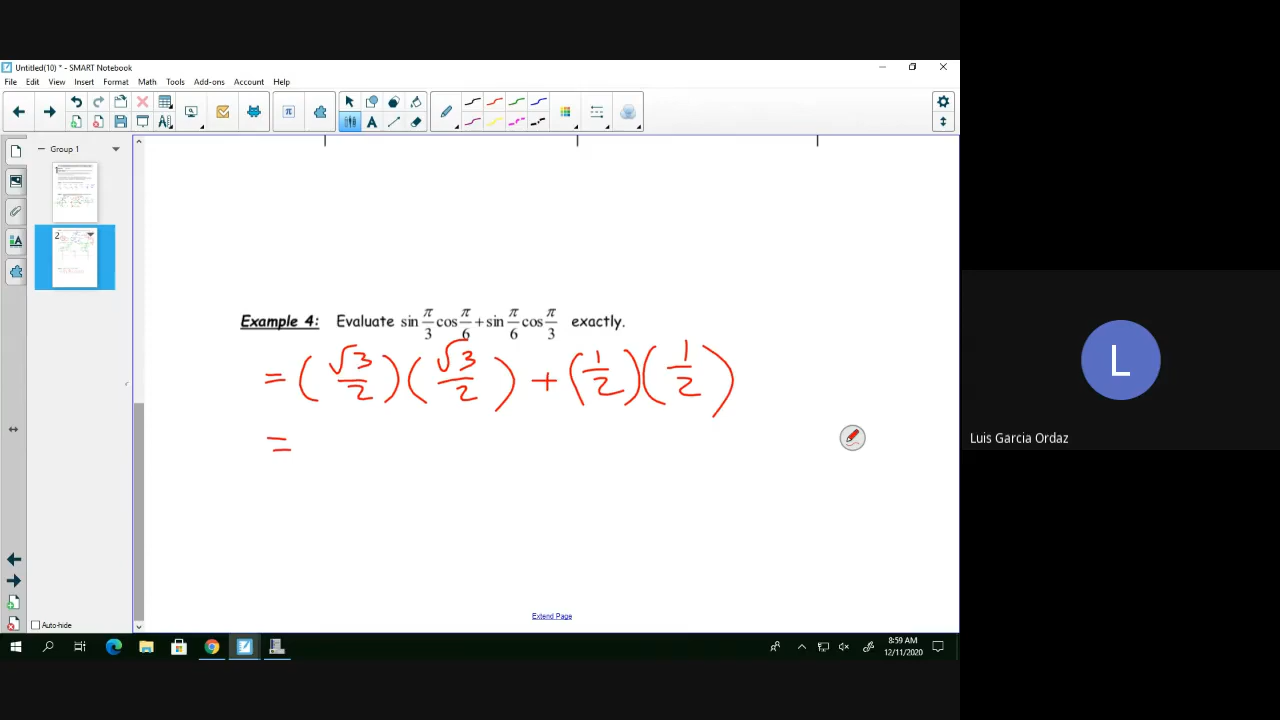 Untitled(10) * - SMART Notebook
File Edit View Insert Format Math Tools Add-ons Account Help
Group 1
2
Example 4: Evaluate sin π/3 cos π/6 + sin π/6 cos π/3 exactly.
= (√3/2)(√3/2) + (1/2)(1/2)
=
L
Luis Garcia Ordaz
Extend Page
Auto-hide
8:59 AM
12/11/2020